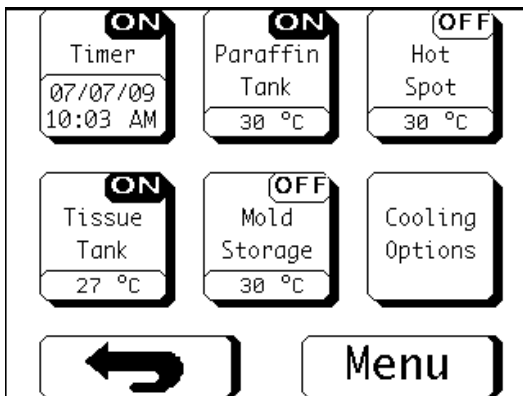 ON
Timer
07/07/09
10:03 AM
ON
Paraffin
Tank
30 °C
OFF
Hot
Spot
30 °C
ON
Tissue
Tank
27 °C
OFF
Mold
Storage
30 °C
Cooling
Options
Menu